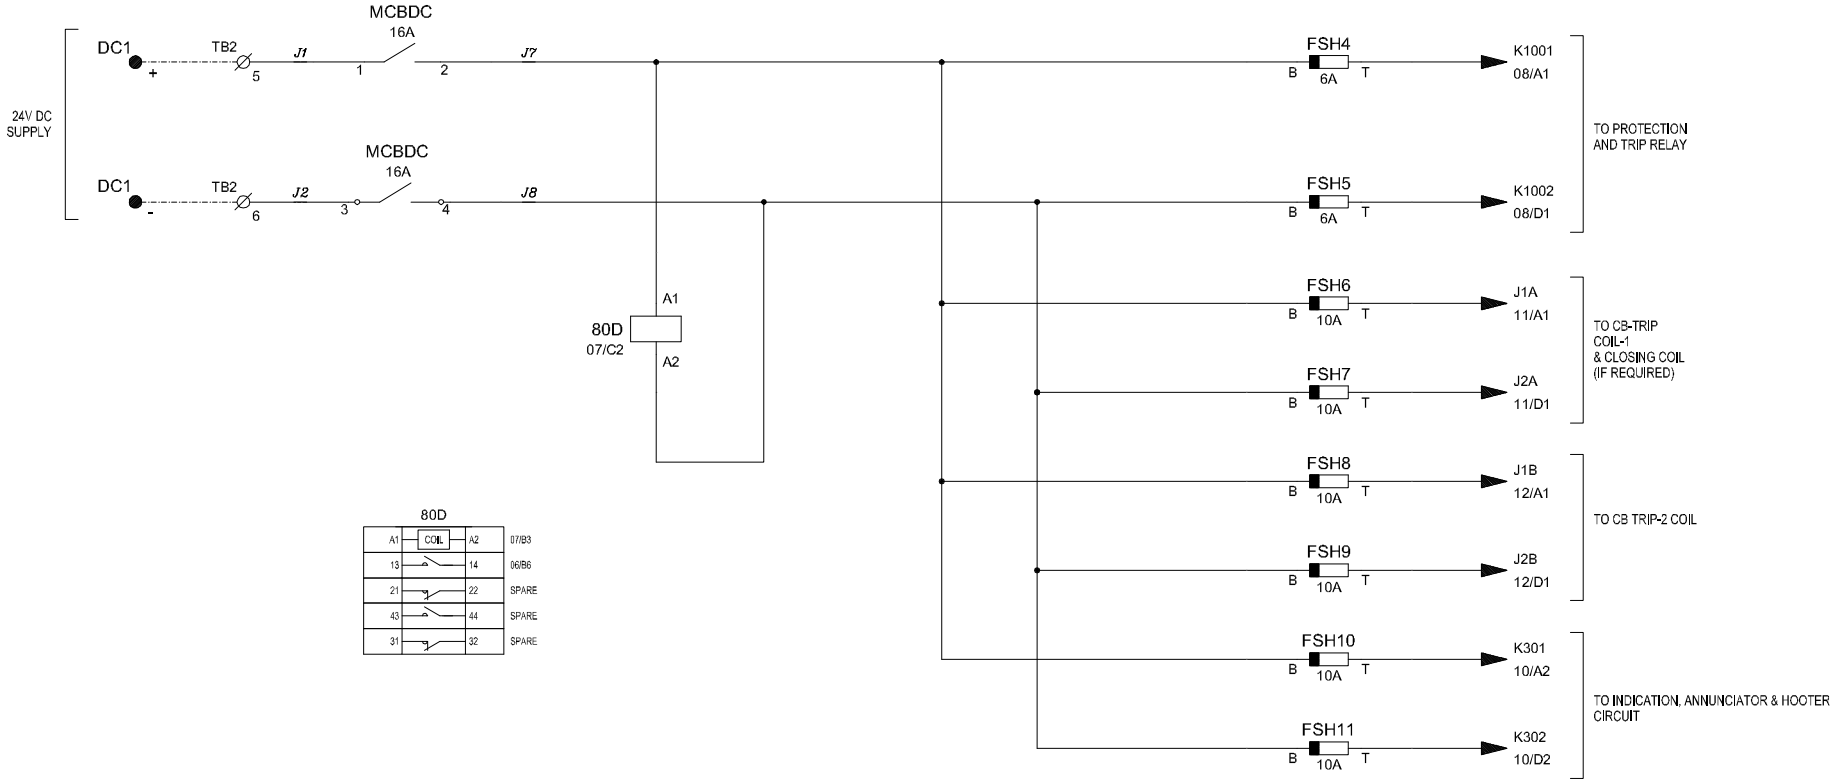 MCBDC
16A
DC1
TB2
J1
J7
+
5
1
2
24V DC
SUPPLY
MCBDC
16A
DC1
TB2
J2
J8
-
6
3
4
A1
80D
07/C2
A2
FSH4
B
6A
T
K1001
08/A1
FSH5
B
6A
T
K1002
08/D1
TO PROTECTION
AND TRIP RELAY
FSH6
B
10A
T
J1A
11/A1
FSH7
B
10A
T
J2A
11/D1
TO CB-TRIP
COIL-1
& CLOSING COIL
(IF REQUIRED)
FSH8
B
10A
T
J1B
12/A1
FSH9
B
10A
T
J2B
12/D1
TO CB TRIP-2 COIL
FSH10
B
10A
T
K301
10/A2
FSH11
B
10A
T
K302
10/D2
TO INDICATION, ANNUNCIATOR & HOOTER
CIRCUIT
80D
A1 COIL A2 07/B3
13 14 06/B6
21 22 SPARE
43 44 SPARE
31 32 SPARE